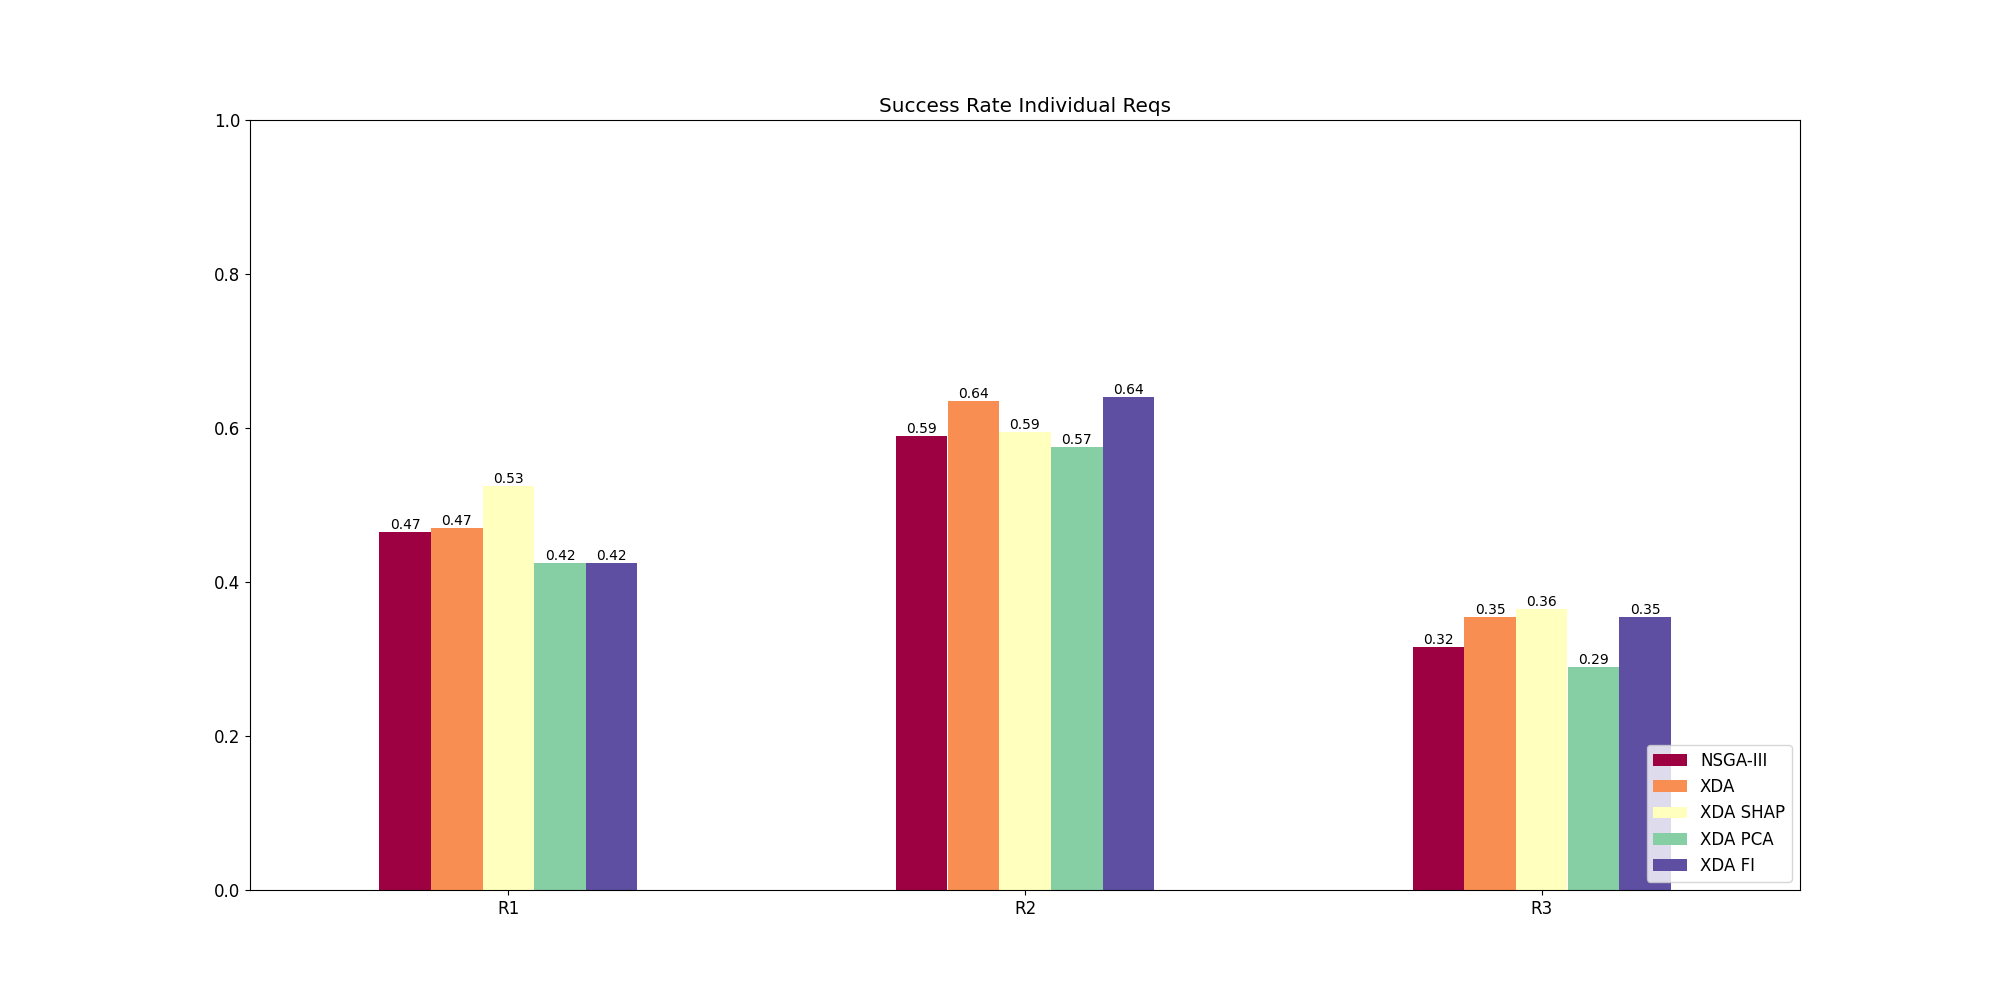 Success Rate Individual Reqs
1.0
0.8
0.6
0.4
0.2
0.0
0.47
0.47
0.53
0.42
0.42
0.59
0.64
0.59
0.57
0.64
0.32
0.35
0.36
0.29
0.35
R1
R2
R3
NSGA-III
XDA
XDA SHAP
XDA PCA
XDA FI